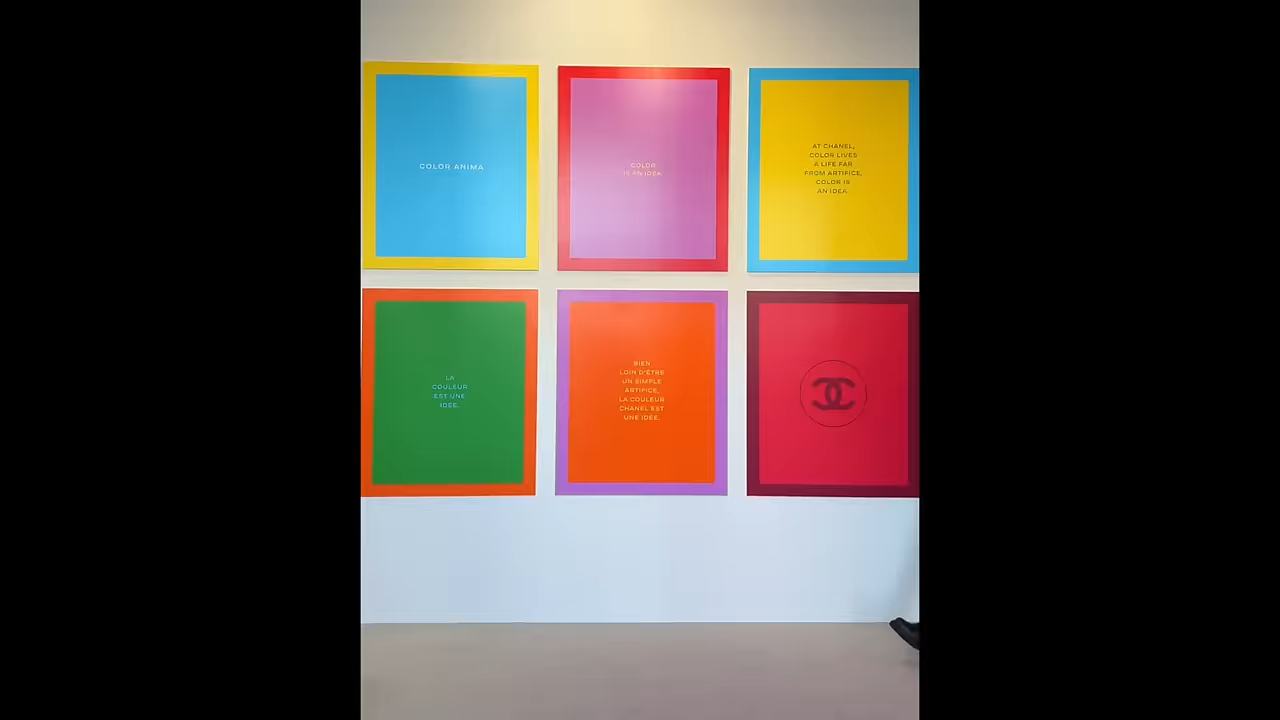 COLOR ANIMA
COLOR
IS AN IDEA.
AT CHANEL,
COLOR LIVES
A LIFE FAR
FROM ARTIFICE,
COLOR IS
AN IDEA.
LA
COULEUR
EST UNE
IDÉE.
BIEN
LOIN D'ÊTRE
UN SIMPLE
ARTIFICE,
LA COULEUR
CHANEL EST
UNE IDÉE.